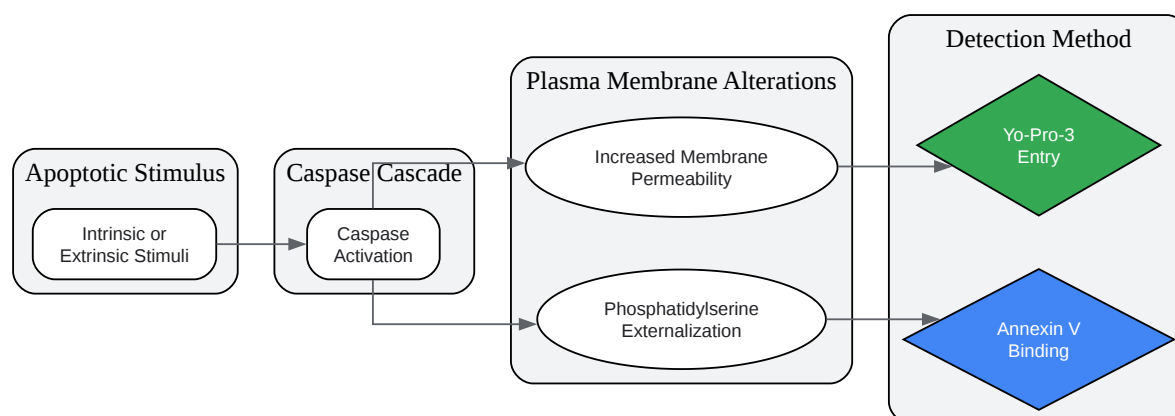 Apoptotic Stimulus
Intrinsic or
Extrinsic Stimuli
Caspase Cascade
Caspase
Activation
Plasma Membrane Alterations
Increased Membrane
Permeability
Phosphatidylserine
Externalization
Detection Method
Yo-Pro-3
Entry
Annexin V
Binding